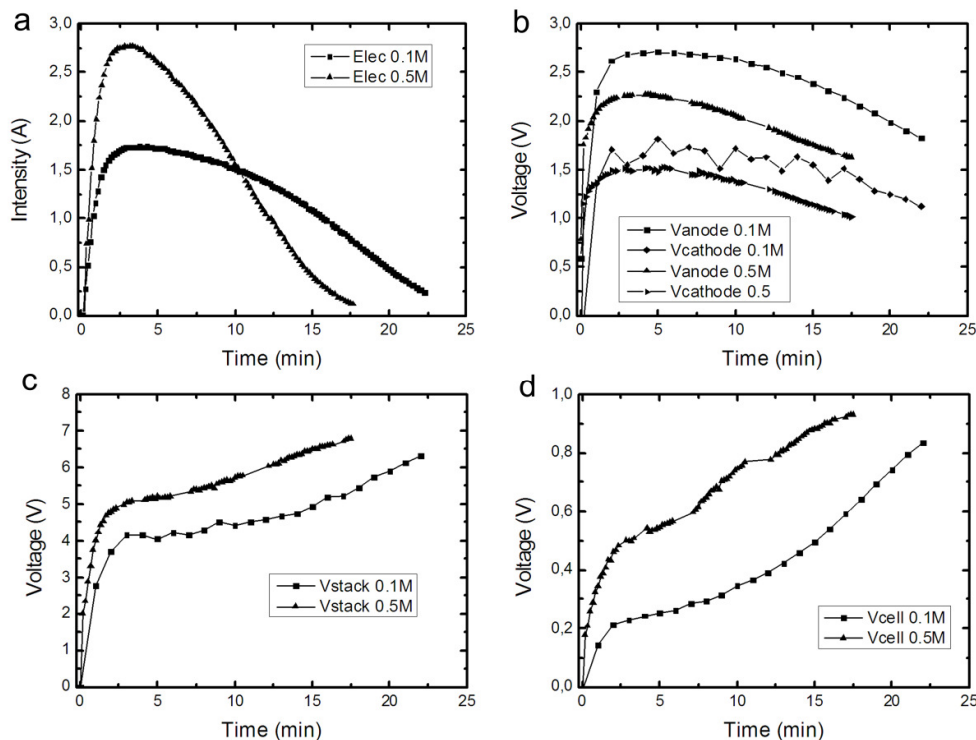 a
3,0
2,5
2,0
1,5
1,0
0,5
0,0
Intensity (A)
Elec 0.1M
Elec 0.5M
0 5 10 15 20 25
Time (min)
b
3,0
2,5
2,0
1,5
1,0
0,5
0,0
Voltage (V)
Vanode 0.1M
Vcathode 0.1M
Vanode 0.5M
Vcathode 0.5
0 5 10 15 20 25
Time (min)
c
8
7
6
5
4
3
2
1
0
Voltage (V)
Vstack 0.1M
Vstack 0.5M
0 5 10 15 20 25
Time (min)
d
1,0
0,8
0,6
0,4
0,2
0,0
Voltage (V)
Vcell 0.1M
Vcell 0.5M
0 5 10 15 20 25
Time (min)